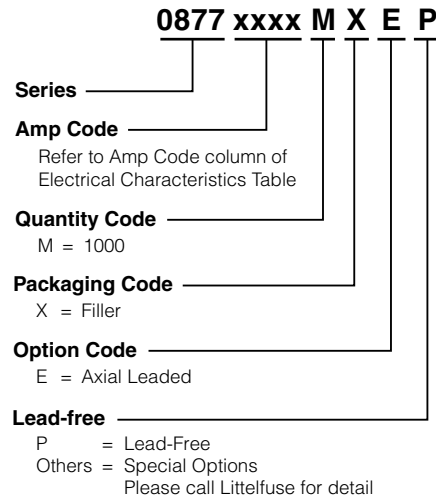 0877 xxxx M X E P
Series
Amp Code
Refer to Amp Code column of
Electrical Characteristics Table
Quantity Code
M = 1000
Packaging Code
X = Filler
Option Code
E = Axial Leaded
Lead-free
P = Lead-Free
Others = Special Options
Please call Littelfuse for detail